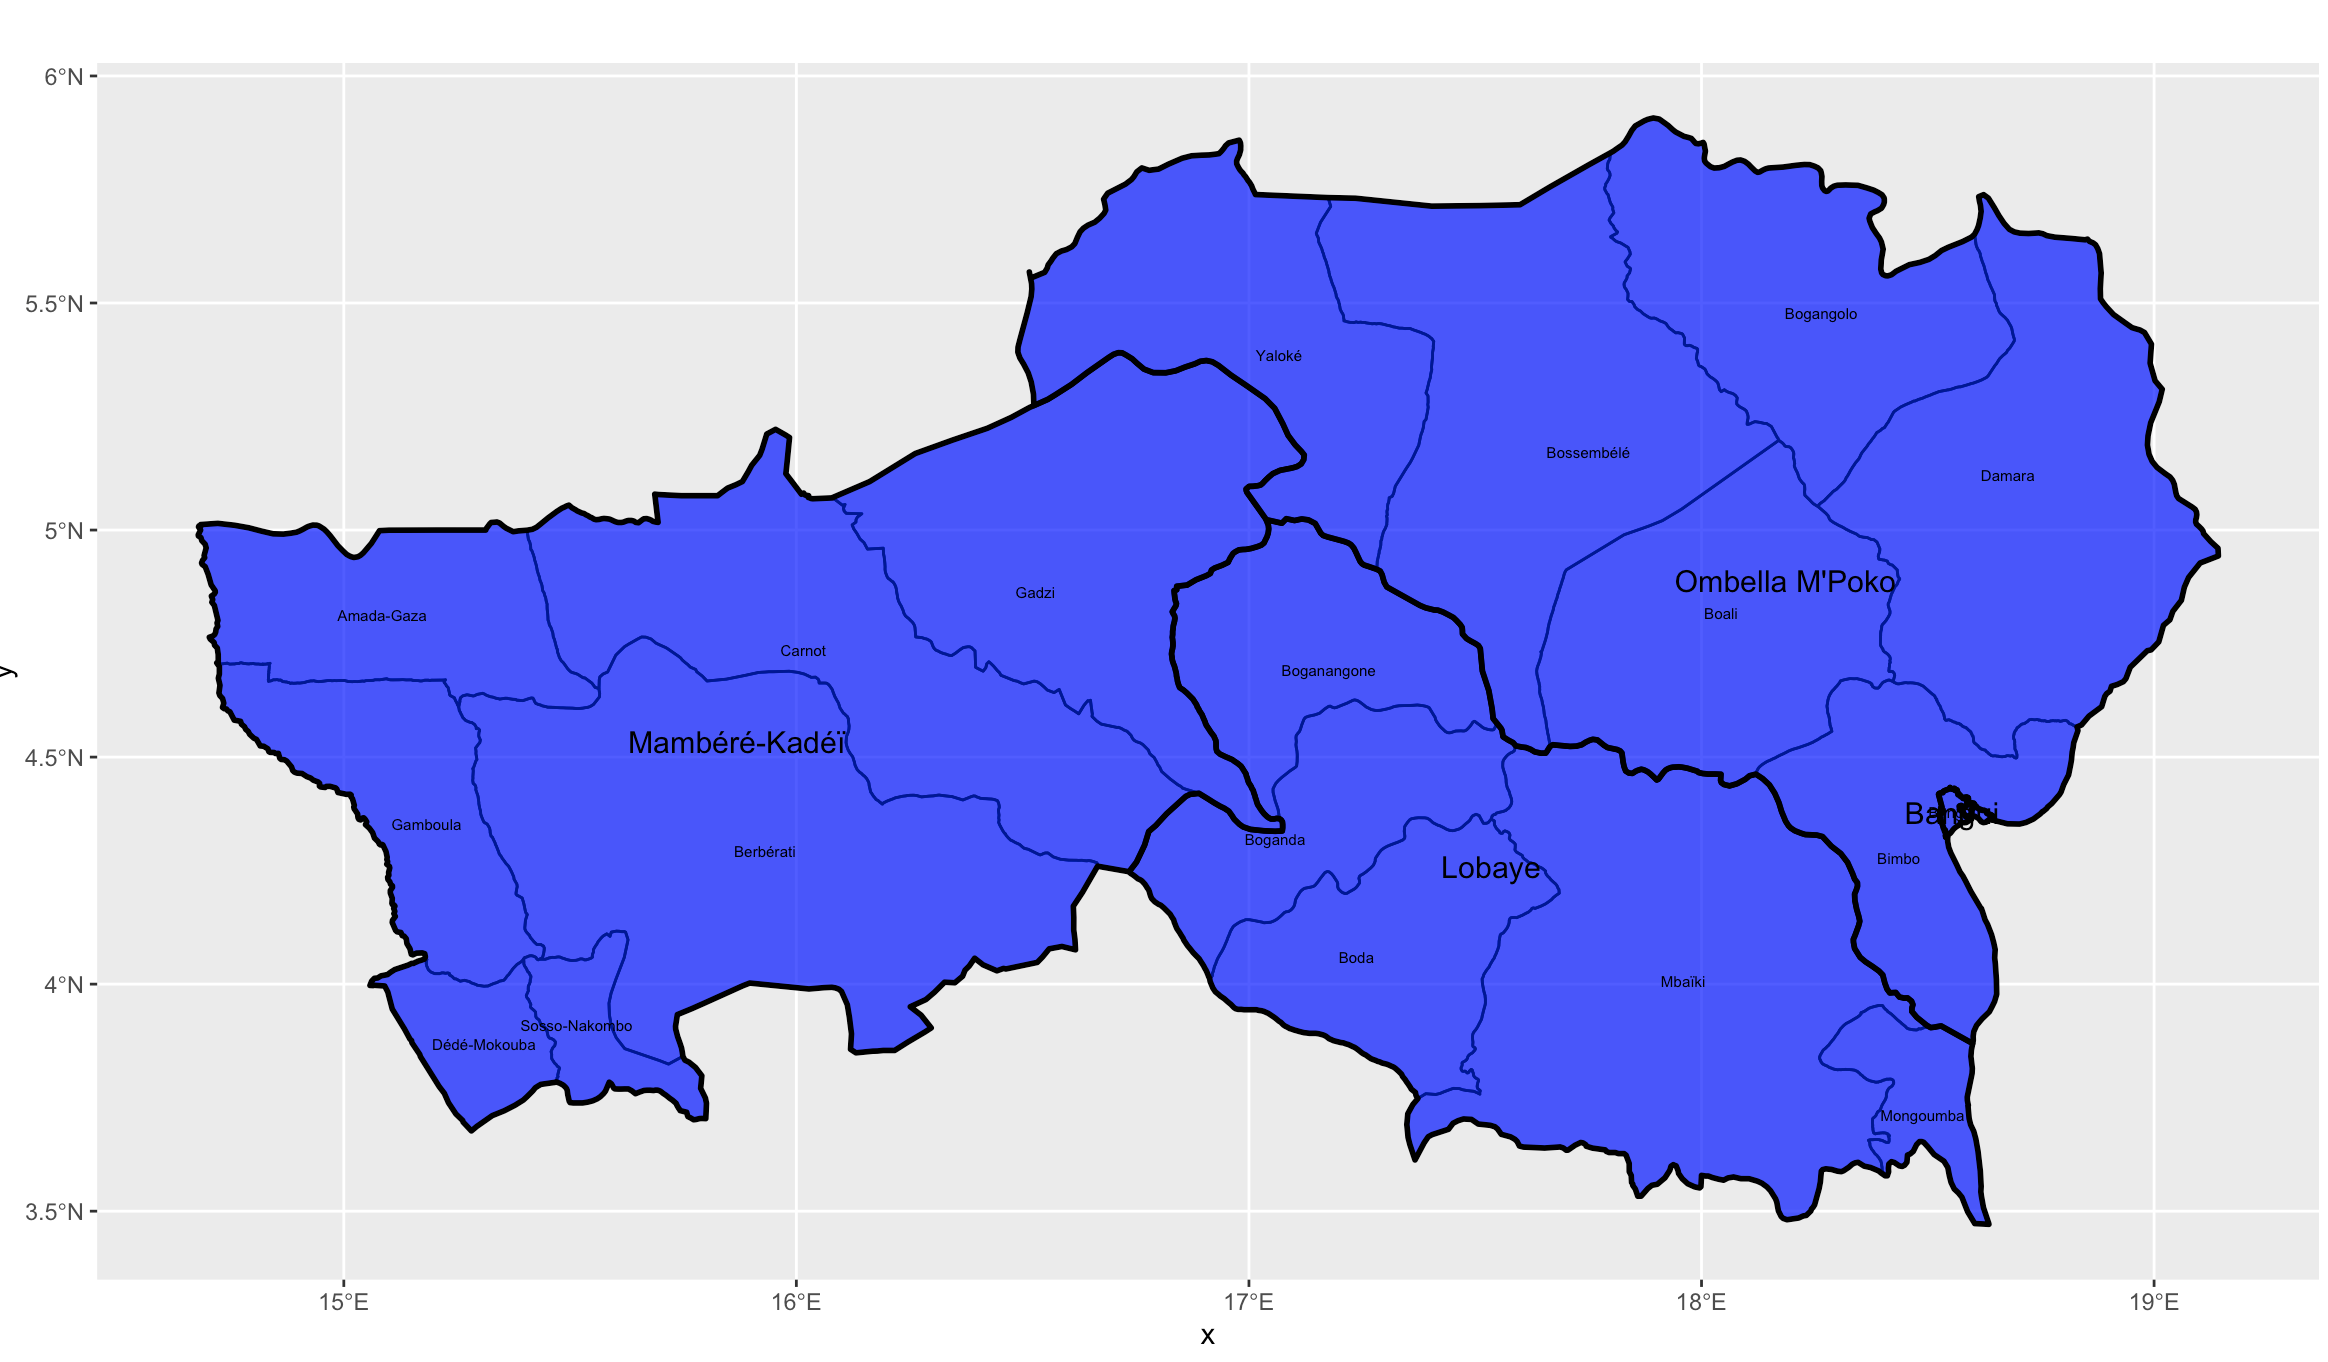 6°N
5.5°N
5°N
4.5°N
4°N
3.5°N
y
Bogangolo
Yaloké
Bossembélé
Damara
Ombella M'Poko
Gadzi
Boali
Amada-Gaza
Carnot
Boganangone
Mambéré-Kadéï
Bangui
Gamboula
Boganda
Berbérati
Bimbo
Lobaye
Boda
Mbaïki
Sosso-Nakombo
Dédé-Mokouba
Mongoumba
15°E
16°E
17°E
18°E
19°E
x